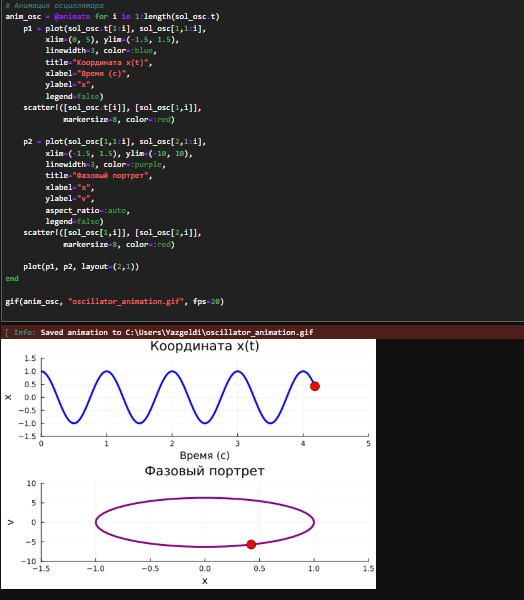 # Анимация осциллятора
anim_osc = @animate for i in 1:length(sol_osc.t)
    p1 = plot(sol_osc.t[1:i], sol_osc[1,1:i],
        xlim=(0, 5), ylim=(-1.5, 1.5),
        linewidth=3, color=:blue,
        title="Координата x(t)",
        xlabel="Время (с)",
        ylabel="x",
        legend=false)
    scatter!([sol_osc.t[i]], [sol_osc[1,i]],
            markersize=8, color=:red)
    p2 = plot(sol_osc[1,1:i], sol_osc[2,1:i],
        xlim=(-1.5, 1.5), ylim=(-10, 10),
        linewidth=3, color=:purple,
        title="Фазовый портрет",
        xlabel="x",
        ylabel="v",
        aspect_ratio=:auto,
        legend=false)
    scatter!([sol_osc[1,i]], [sol_osc[2,i]],
            markersize=8, color=:red)
    plot(p1, p2, layout=(2,1))
end
gif(anim_osc, "oscillator_animation.gif", fps=20)
[ Info: Saved animation to C:\Users\Yazgeldi\oscillator_animation.gif
Координата x(t)
1.5
1.0
0.5
0.0
-0.5
-1.0
-1.5
x
0 1 2 3 4 5
Время (с)
Фазовый портрет
10
5
0
-5
-10
v
-1.5 -1.0 -0.5 0.0 0.5 1.0 1.5
x